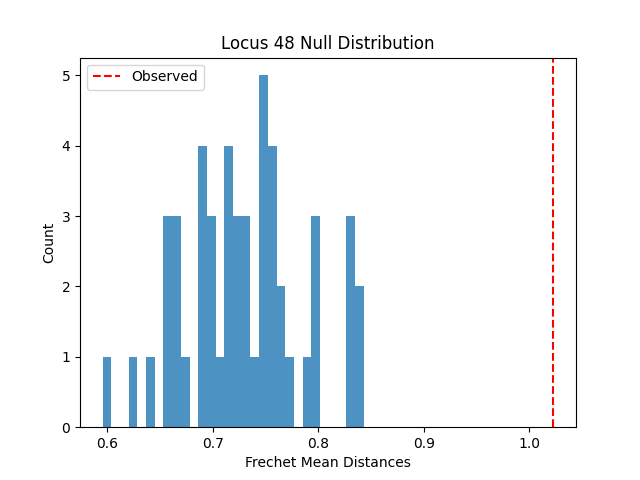 Locus 48 Null Distribution
Observed
Count
5
4
3
2
1
0
0.6 0.7 0.8 0.9 1.0
Frechet Mean Distances